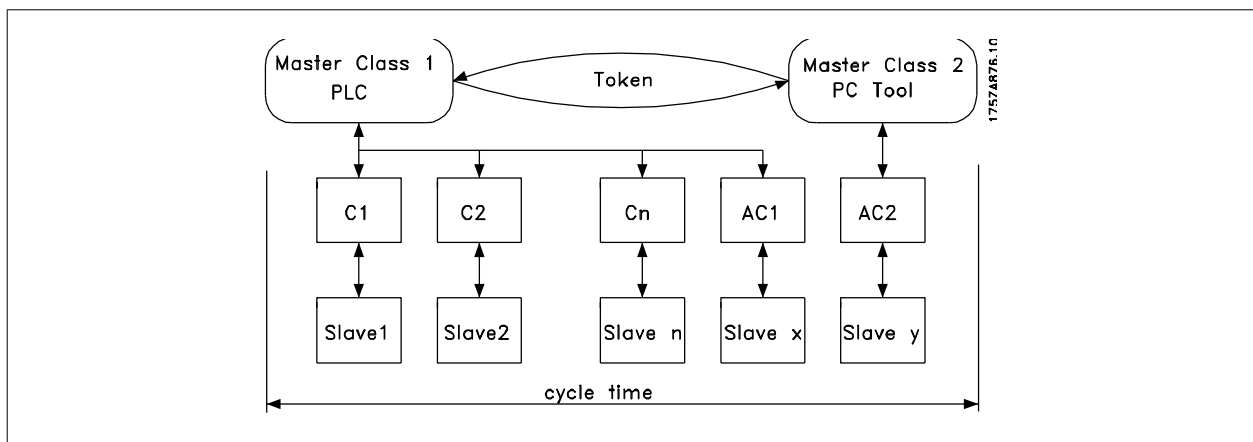 Master Class 1
PLC
Token
Master Class 2
PC Tool
175ZA876.10
C1
C2
Cn
AC1
AC2
Slave1
Slave2
Slave n
Slave x
Slave y
cycle time